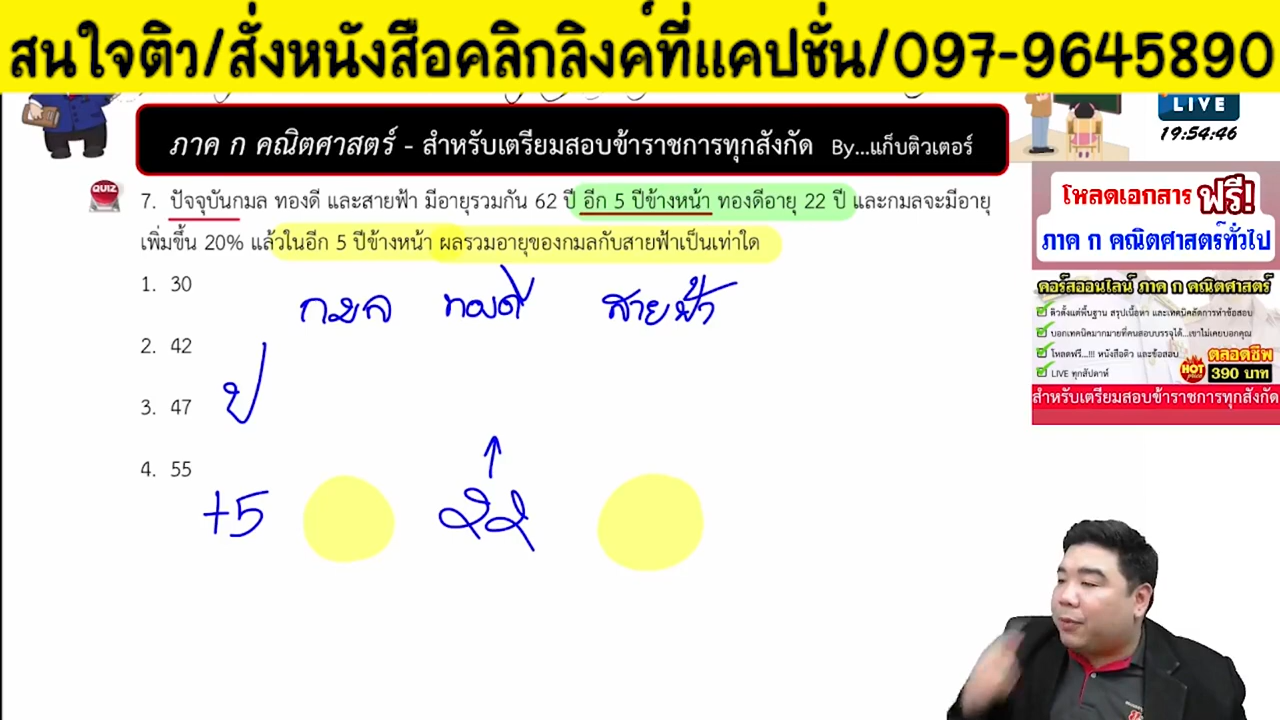 สนใจติว/สั่งหนังสือคลิกลิงค์ที่แคปชั่น/097-9645890
LIVE
19:54:46
ภาค ก คณิตศาสตร์ - สำหรับเตรียมสอบข้าราชการทุกสังกัด By...แก็บติวเตอร์
QUIZ
7. ปัจจุบันกมล ทองดี และสายฟ้า มีอายุรวมกัน 62 ปี อีก 5 ปีข้างหน้า ทองดีอายุ 22 ปี และกมลจะมีอายุ
เพิ่มขึ้น 20% แล้วในอีก 5 ปีข้างหน้า ผลรวมอายุของกมลกับสายฟ้าเป็นเท่าใด
1. 30
2. 42
3. 47
4. 55
กมล ทองดี สายฟ้า
ป
+5 22
โหลดเอกสาร ฟรี!
ภาค ก คณิตศาสตร์ทั่วไป
คอร์สออนไลน์ ภาค ก คณิตศาสตร์
ติวตั้งแต่พื้นฐาน สรุปเนื้อหา และเทคนิคลัดการทำข้อสอบ
บอกเทคนิคมากมายที่คนสอบบรรจุได้...เขาไม่เคยบอกคุณ
โหลดฟรี...!!! หนังสือติว และข้อสอบ
LIVE ทุกสัปดาห์
HOT
ตลอดชีพ
390 บาท
สำหรับเตรียมสอบข้าราชการทุกสังกัด